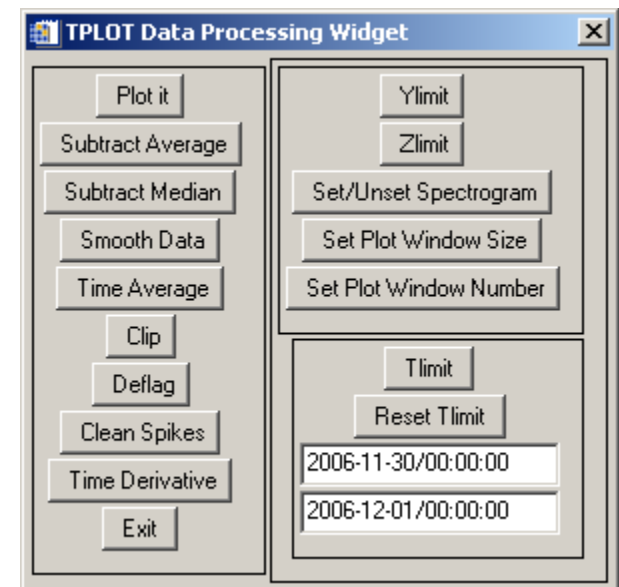 TPLOT Data Processing Widget
Plot it
Subtract Average
Subtract Median
Smooth Data
Time Average
Clip
Deflag
Clean Spikes
Time Derivative
Exit
Ylimit
Zlimit
Set/Unset Spectrogram
Set Plot Window Size
Set Plot Window Number
Tlimit
Reset Tlimit
2006-11-30/00:00:00
2006-12-01/00:00:00